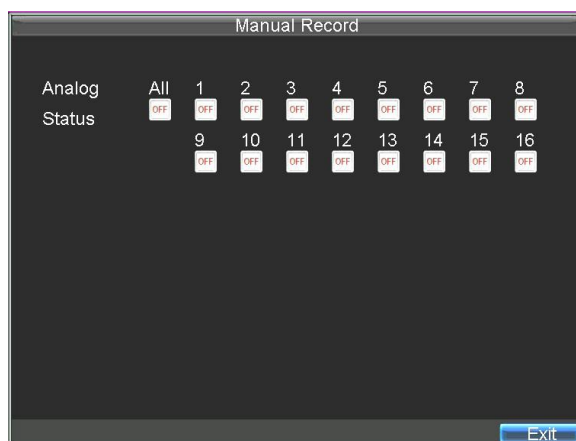 Manual Record
Analog All 1 2 3 4 5 6 7 8
Status OFF OFF OFF OFF OFF OFF OFF OFF OFF
9 10 11 12 13 14 15 16
OFF OFF OFF OFF OFF OFF OFF OFF
Exit